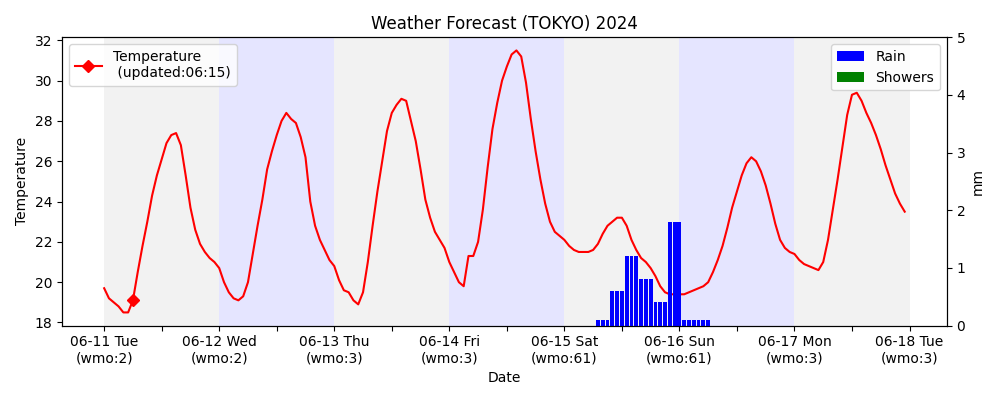 Weather Forecast (TOKYO) 2024
Temperature
(updated:06:15)
Rain
Showers
Temperature
32
30
28
26
24
22
20
18
5
4
3
2
1
0
mm
06-11 Tue
(wmo:2)
06-12 Wed
(wmo:2)
06-13 Thu
(wmo:3)
06-14 Fri
(wmo:3)
06-15 Sat
(wmo:61)
06-16 Sun
(wmo:61)
06-17 Mon
(wmo:3)
06-18 Tue
(wmo:3)
Date